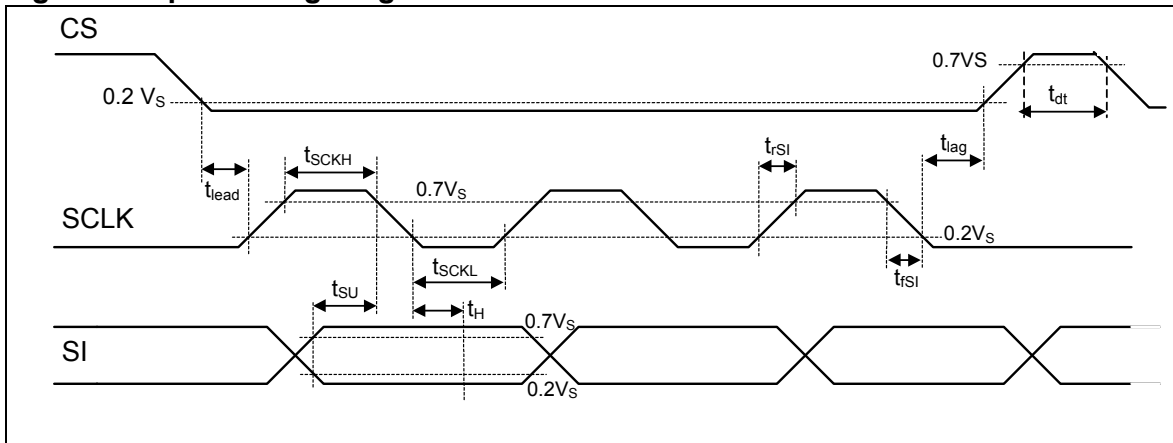 CS
0.7VS
0.2 VS
tdt
tSCKH
trSI
tlag
tlead
0.7VS
SCLK
0.2VS
tSCKL
tfSI
tSU
tH
0.7VS
SI
0.2VS